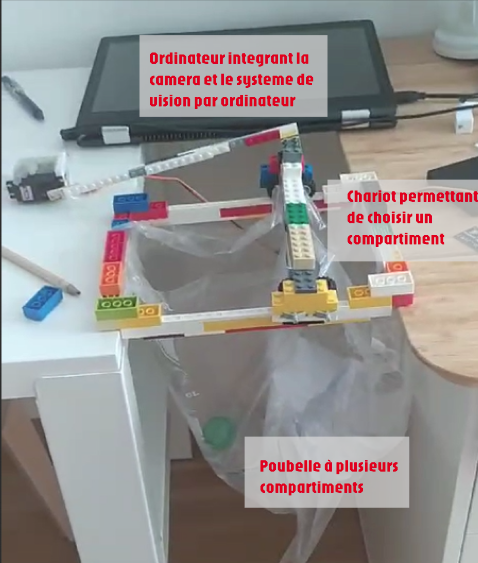 Ordinateur integrant la
camera et le systeme de
vision par ordinateur
Chariot permettant
de choisir un
compartiment
Poubelle à plusieurs
compartiments